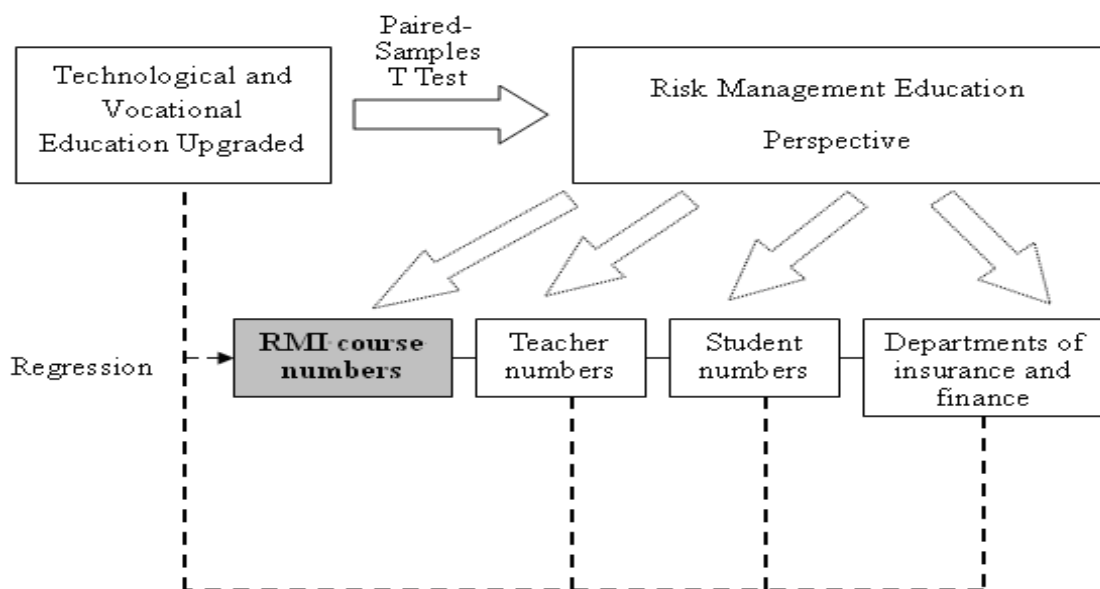 Paired-
Samples
T Test
Technological and
Vocational
Education Upgraded
Risk Management Education
Perspective
Regression
RMI course
numbers
Teacher
numbers
Student
numbers
Departments of
insurance and
finance